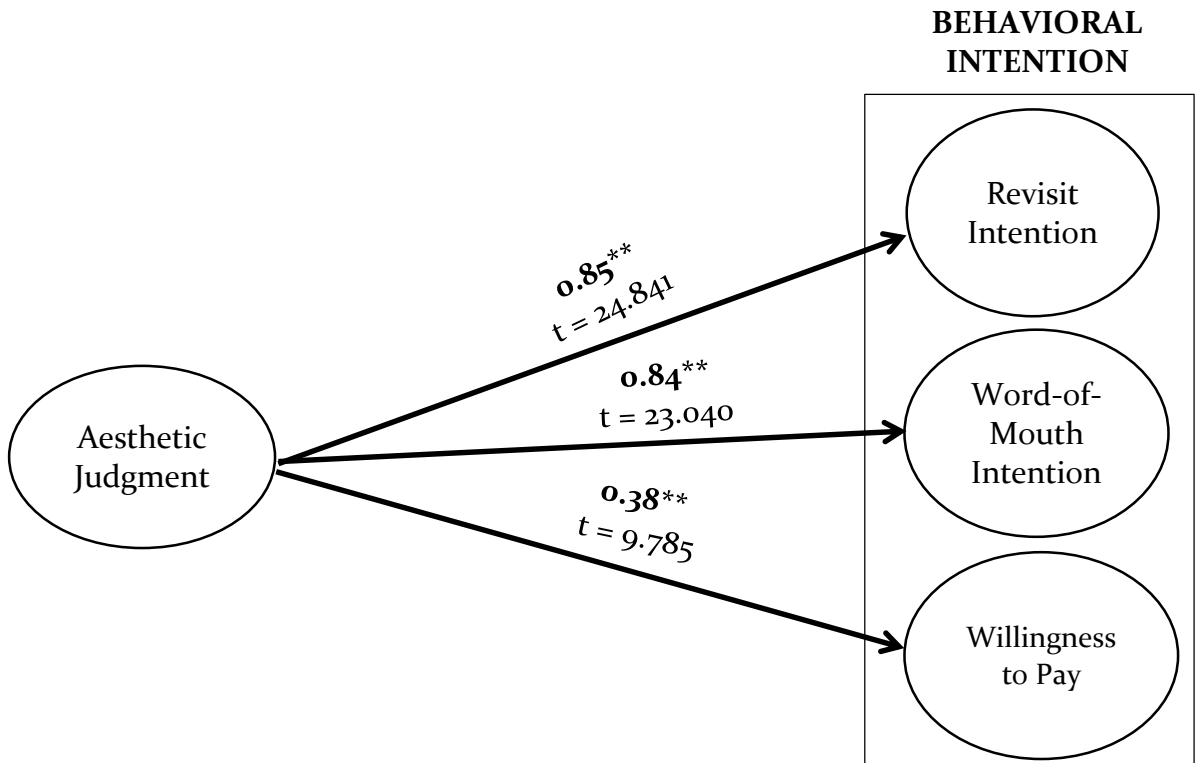 BEHAVIORAL
INTENTION
Revisit
Intention
0.85**
t = 24.841
0.84**
t = 23.040
Word-of-
Mouth
Intention
Aesthetic
Judgment
0.38**
t = 9.785
Willingness
to Pay